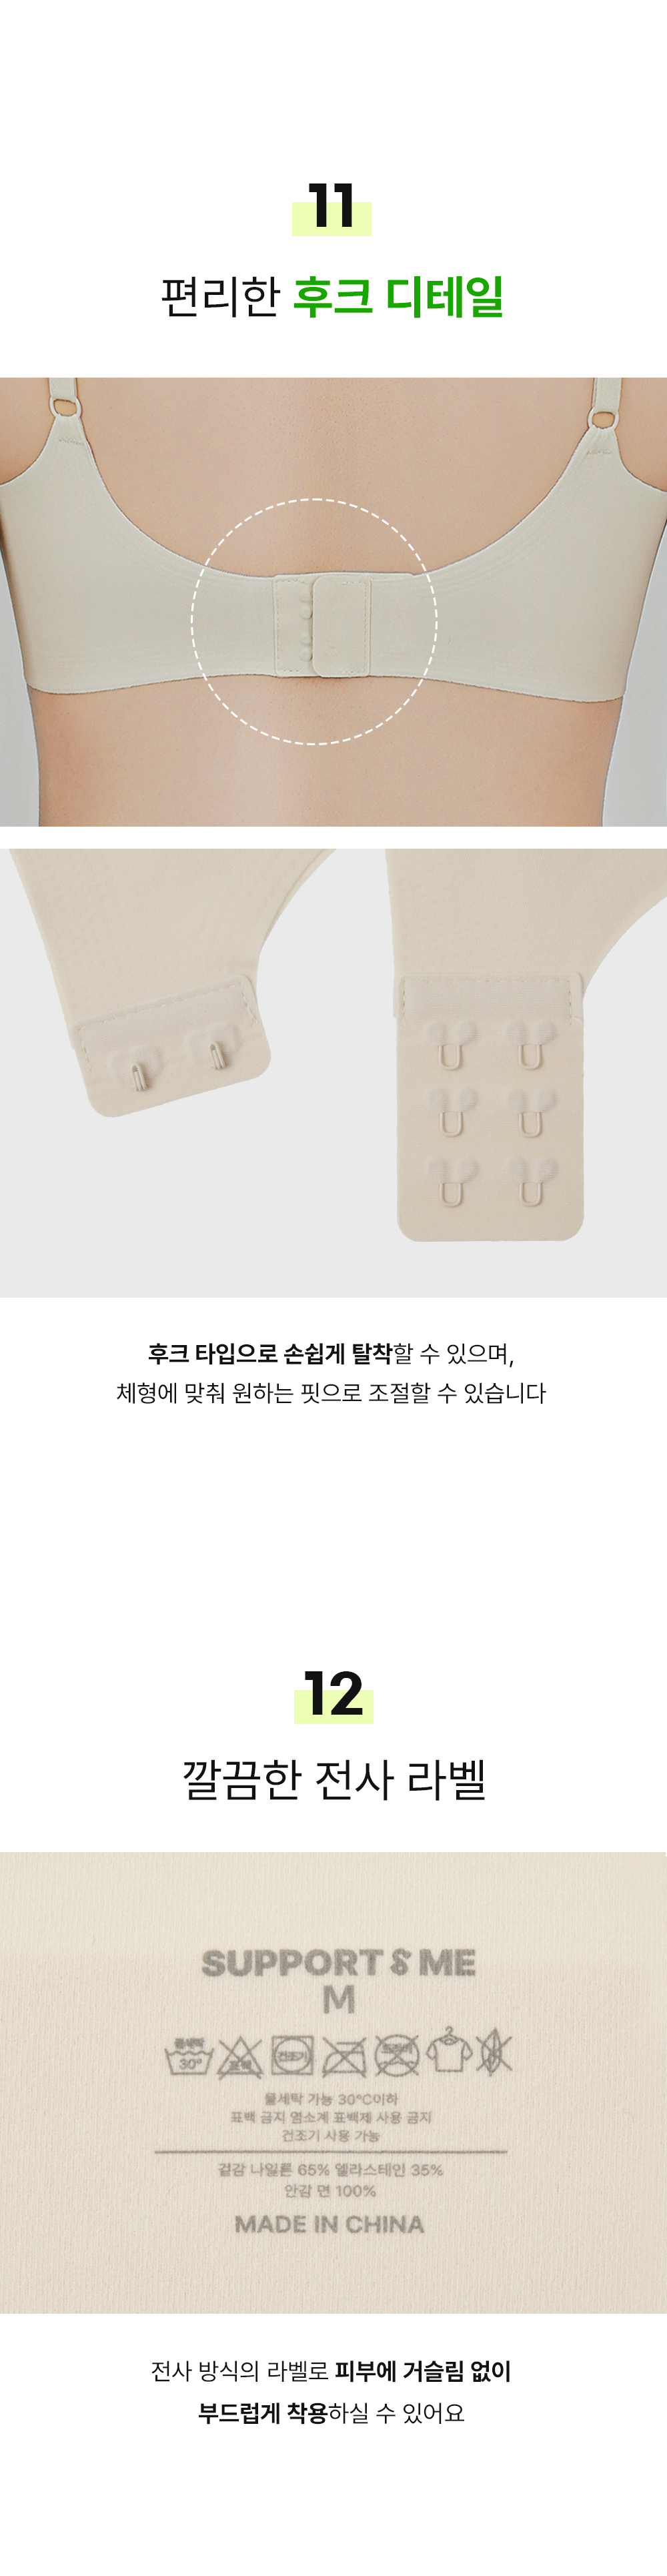 11
편리한 후크 디테일
후크 타입으로 손쉽게 탈착할 수 있으며,
체형에 맞춰 원하는 핏으로 조절할 수 있습니다
12
깔끔한 전사 라벨
SUPPORT & ME
M
물세탁
30°
건조기
물세탁 가능 30°C이하
표백 금지 염소계 표백제 사용 금지
건조기 사용 가능
겉감 나일론 65% 엘라스테인 35%
안감 면 100%
MADE IN CHINA
전사 방식의 라벨로 피부에 거슬림 없이
부드럽게 착용하실 수 있어요